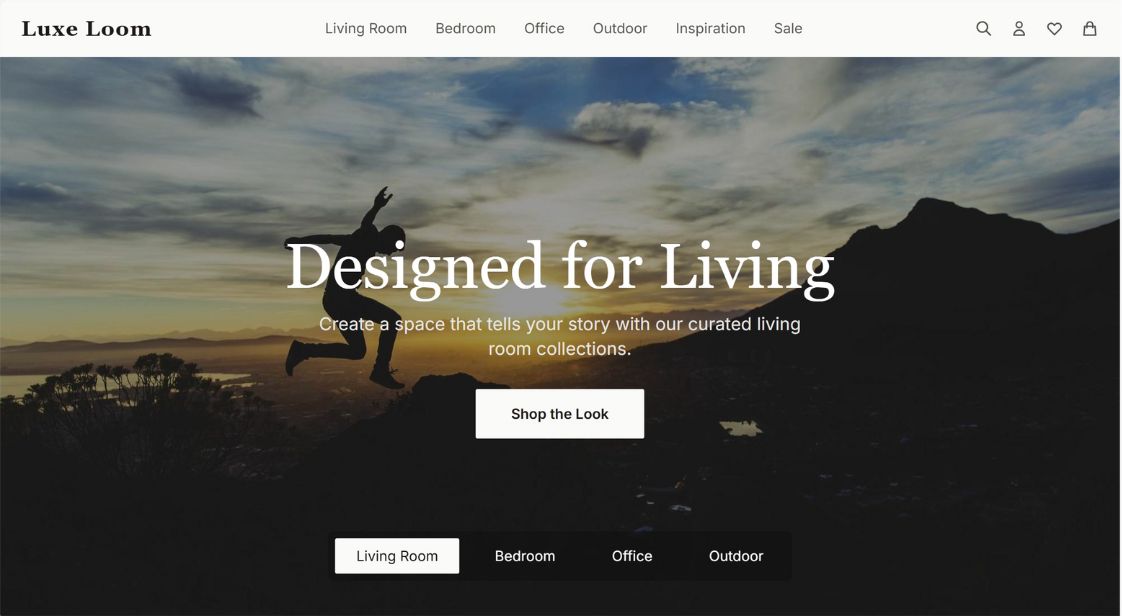 Luxe Loom
Living Room
Bedroom
Office
Outdoor
Inspiration
Sale
Designed for Living
Create a space that tells your story with our curated living
room collections.
Shop the Look
Living Room
Bedroom
Office
Outdoor